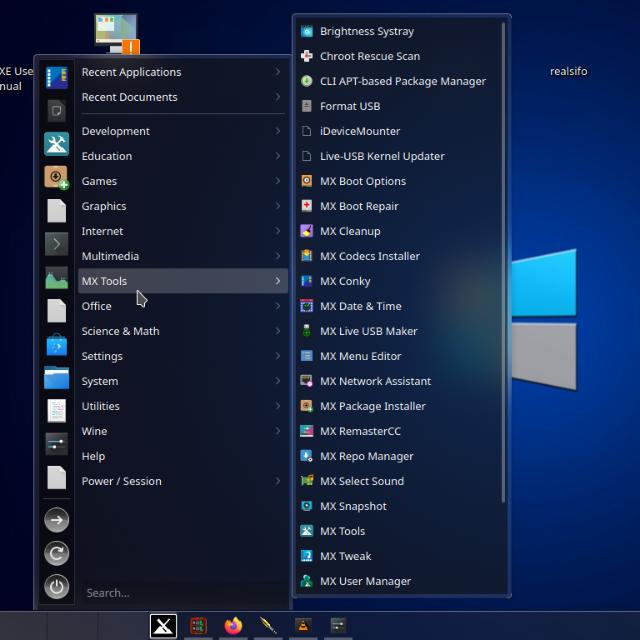 XE Use
nual
realsifo
Recent Applications
Recent Documents
Development
Education
Games
Graphics
Internet
Multimedia
MX Tools
Office
Science & Math
Settings
System
Utilities
Wine
Help
Power / Session
Search...
Brightness Systray
Chroot Rescue Scan
CLI APT-based Package Manager
Format USB
iDeviceMounter
Live-USB Kernel Updater
MX Boot Options
MX Boot Repair
MX Cleanup
MX Codecs Installer
MX Conky
MX Date & Time
MX Live USB Maker
MX Menu Editor
MX Network Assistant
MX Package Installer
MX RemasterCC
MX Repo Manager
MX Select Sound
MX Snapshot
MX Tools
MX Tweak
MX User Manager